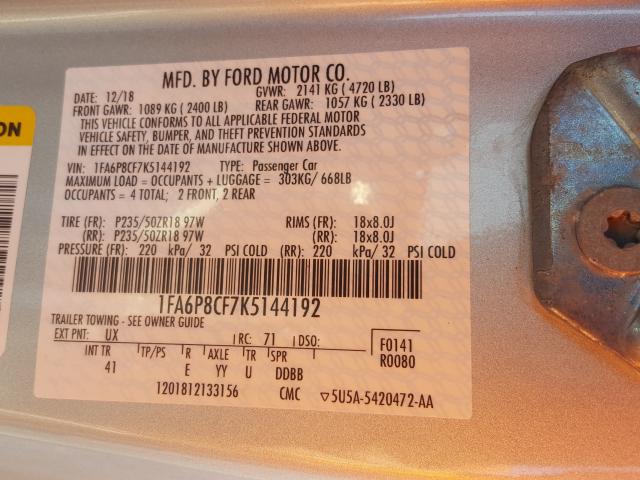 MFD. BY FORD MOTOR CO.
DATE: 12/18 GVWR: 2141 KG ( 4720 LB)
FRONT GAWR: 1089 KG ( 2400 LB) REAR GAWR: 1057 KG ( 2330 LB)
THIS VEHICLE CONFORMS TO ALL APPLICABLE FEDERAL MOTOR
VEHICLE SAFETY, BUMPER, AND THEFT PREVENTION STANDARDS
IN EFFECT ON THE DATE OF MANUFACTURE SHOWN ABOVE.
VIN: 1FA6P8CF7K5144192 TYPE: Passenger Car
MAXIMUM LOAD = OCCUPANTS + LUGGAGE = 303KG/ 668LB
OCCUPANTS = 4 TOTAL; 2 FRONT, 2 REAR
TIRE (FR): P235/50ZR18 97W RIMS (FR): 18x8.0J
(RR): P235/50ZR18 97W (RR): 18x8.0J
PRESSURE (FR): 220 kPa/ 32 PSI COLD (RR): 220 kPa/ 32 PSI COLD
1FA6P8CF7K5144192
TRAILER TOWING - SEE OWNER GUIDE
EXT PNT: UX RC: 71 DSO: F0141
INT TR TP/PS R AXLE TR SPR R0080
41 E YY U DDBB
1201812133156 CMC ▽5U5A-5420472-AA